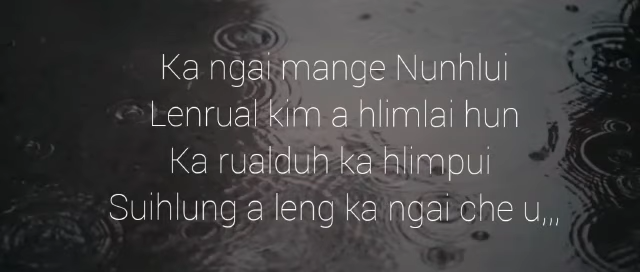 Ka ngai mange Nunhlui
Lenrual kim a hlimlai hun
Ka rualduh ka hlimpui
Suihlung a leng ka ngai che u,,,